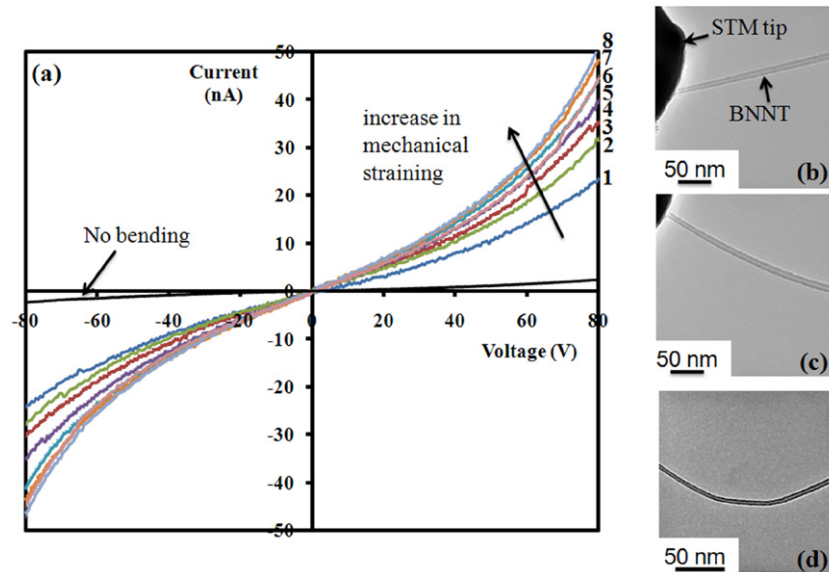 (a)
Current
(nA)
increase in
mechanical
straining
No bending
50
40
30
20
10
0
-10
-20
-30
-40
-50
-80
-60
-40
-20
0
20
40
60
80
Voltage (V)
8
7
6
5
4
3
2
1
STM tip
BNNT
50 nm
(b)
50 nm
(c)
50 nm
(d)